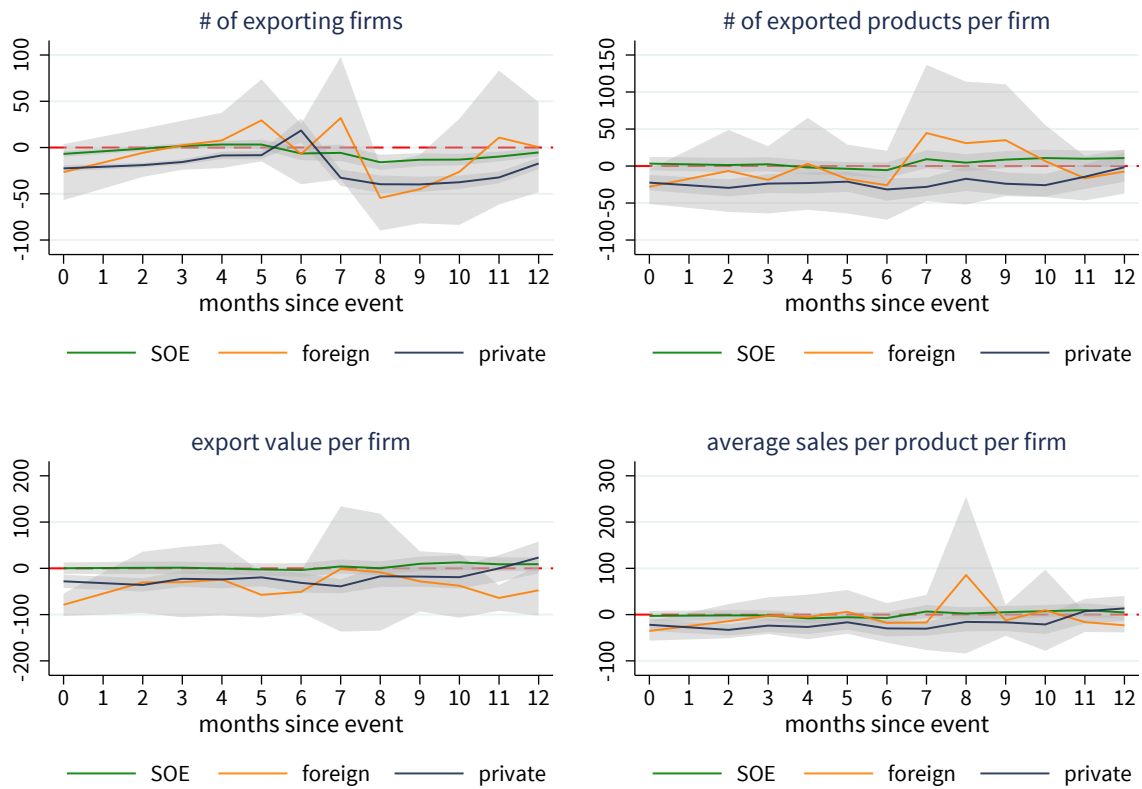 # of exporting firms
100
50
0
-50
-100
0 1 2 3 4 5 6 7 8 9 10 11 12
months since event
SOE foreign private
# of exported products per firm
150
100
50
0
-50
-100
0 1 2 3 4 5 6 7 8 9 10 11 12
months since event
SOE foreign private
export value per firm
200
100
0
-100
-200
0 1 2 3 4 5 6 7 8 9 10 11 12
months since event
SOE foreign private
average sales per product per firm
300
200
100
0
-100
0 1 2 3 4 5 6 7 8 9 10 11 12
months since event
SOE foreign private